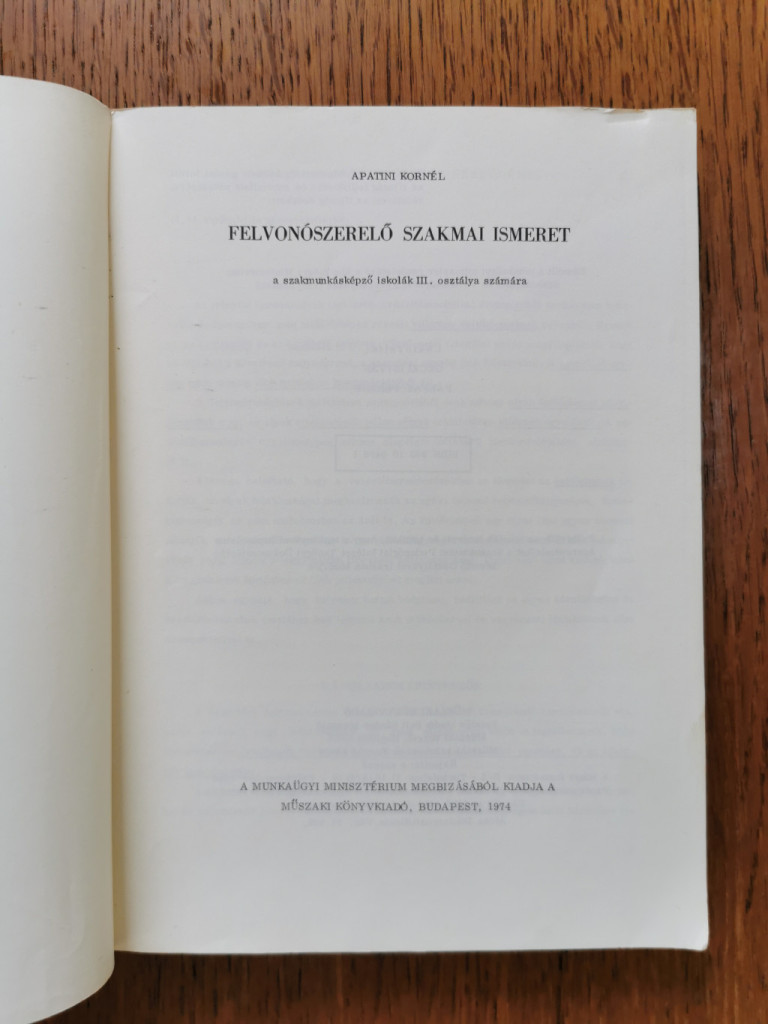 APATINI KORNÉL
FELVONÓSZERELŐ SZAKMAI ISMERET
a szakmunkásképző iskolák III. osztálya számára
A MUNKAÜGYI MINISZTÉRIUM MEGBIZÁSÁBÓL KIADJA A
MŰSZAKI KÖNYVKIADÓ, BUDAPEST, 1974